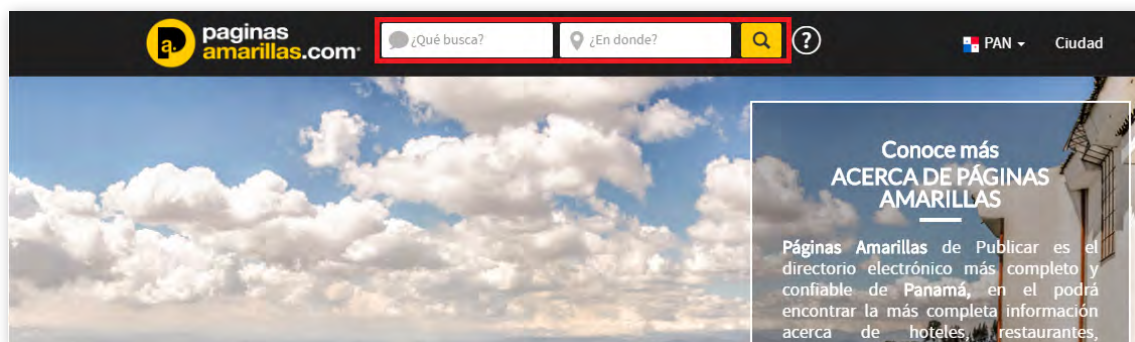 a. paginas
amarillas.com
¿Qué busca?
¿En donde?
?
PAN
Ciudad
Conoce más
ACERCA DE PÁGINAS
AMARILLAS
Páginas Amarillas de Publicar es el
directorio electrónico más completo y
confiable de Panamá, en el podrá
encontrar la más completa información
acerca de hoteles, restaurantes,